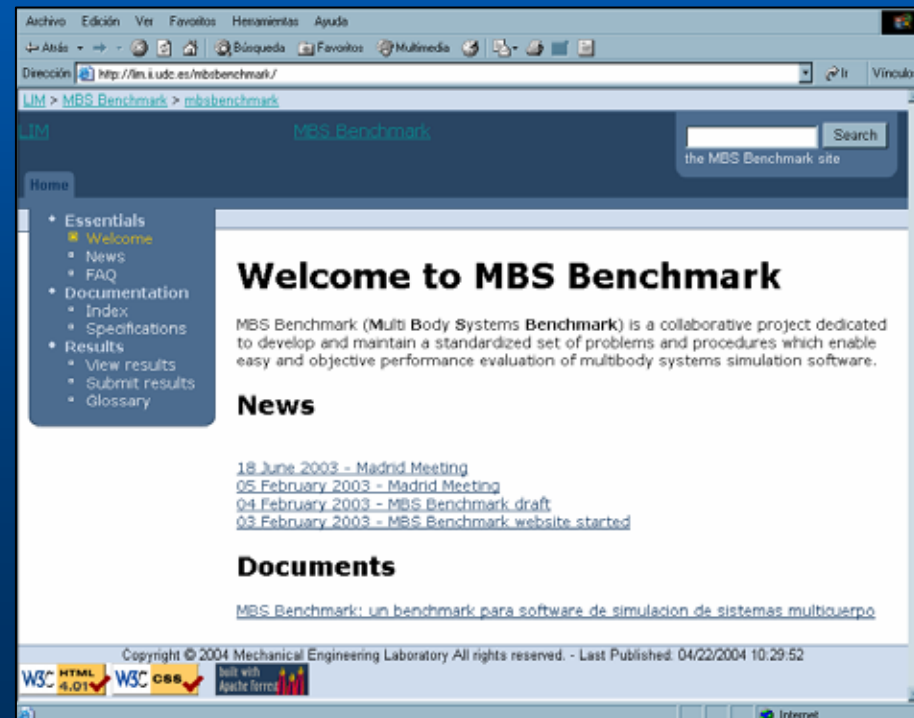 Archivo Edición Ver Favoritos Herramientas Ayuda
Atrás Búsqueda Favoritos Multimedia
Dirección http://lim.ii.udc.es/mbsbenchmark/ Ir Vínculo
LIM > MBS Benchmark > mbsbenchmark
LIM MBS Benchmark Search
the MBS Benchmark site
Home
Essentials
Welcome
News
FAQ
Documentation
Index
Specifications
Results
View results
Submit results
Glossary
Welcome to MBS Benchmark
MBS Benchmark (Multi Body Systems Benchmark) is a collaborative project dedicated
to develop and maintain a standardized set of problems and procedures which enable
easy and objective performance evaluation of multibody systems simulation software.
News
18 June 2003 - Madrid Meeting
05 February 2003 - Madrid Meeting
04 February 2003 - MBS Benchmark draft
03 February 2003 - MBS Benchmark website started
Documents
MBS Benchmark: un benchmark para software de simulacion de sistemas multicuerpo
Copyright © 2004 Mechanical Engineering Laboratory All rights reserved. - Last Published: 04/22/2004 10:29:52
W3C HTML 4.01 W3C CSS built with Apache Forrest
Internet